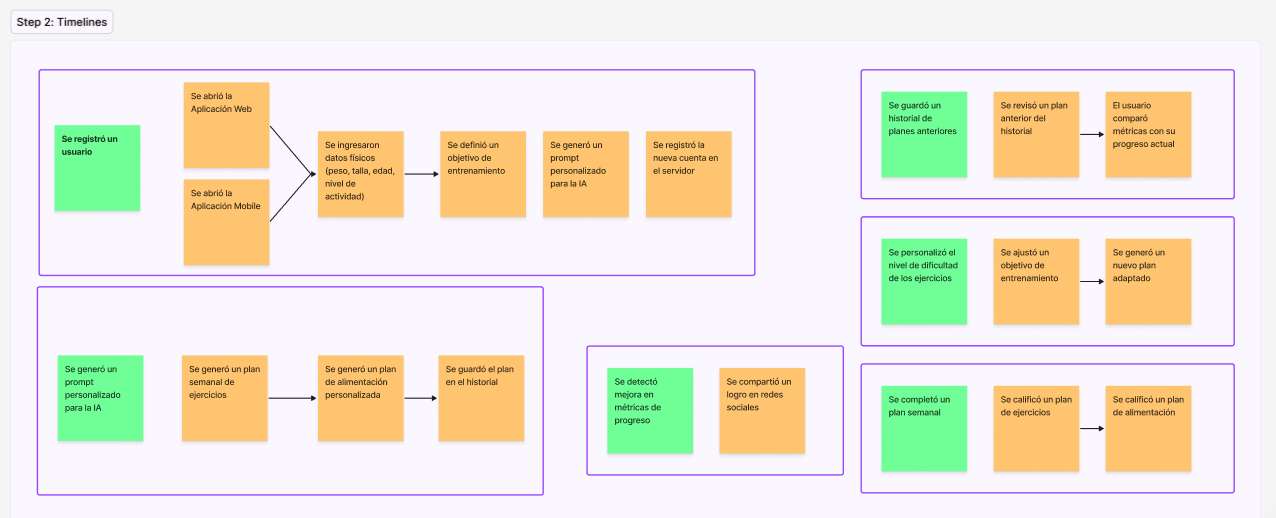 Step 2: Timelines
Se registró un
usuario
Se abrió la
Aplicación Web
Se abrió la
Aplicación Mobile
Se ingresaron
datos físicos
(peso, talla, edad,
nivel de
actividad)
Se definió un
objetivo de
entrenamiento
Se generó un
prompt
personalizado
para la IA
Se registró la
nueva cuenta en
el servidor
Se generó un
prompt
personalizado
para la IA
Se generó un plan
semanal de
ejercicios
Se generó un plan
de alimentación
personalizada
Se guardó el plan
en el historial
Se detectó
mejora en
métricas de
progreso
Se compartió un
logro en redes
sociales
Se guardó un
historial de
planes anteriores
Se revisó un plan
anterior del
historial
El usuario
comparó
métricas con su
progreso actual
Se personalizó el
nivel de dificultad
de los ejercicios
Se ajustó un
objetivo de
entrenamiento
Se generó un
nuevo plan
adaptado
Se completó un
plan semanal
Se calificó un plan
de ejercicios
Se calificó un plan
de alimentación